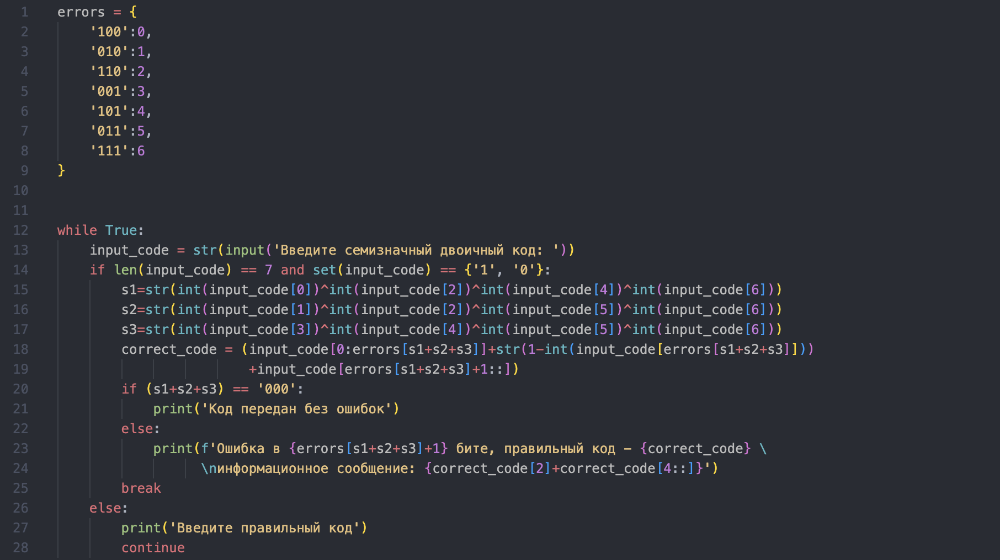 1 errors = {
2 '100':0,
3 '010':1,
4 '110':2,
5 '001':3,
6 '101':4,
7 '011':5,
8 '111':6
9 }
10
11
12 while True:
13 input_code = str(input('Введите семизначный двоичный код: '))
14 if len(input_code) == 7 and set(input_code) == {'1', '0'}:
15 s1=str(int(input_code[0])^int(input_code[2])^int(input_code[4])^int(input_code[6]))
16 s2=str(int(input_code[1])^int(input_code[2])^int(input_code[5])^int(input_code[6]))
17 s3=str(int(input_code[3])^int(input_code[4])^int(input_code[5])^int(input_code[6]))
18 correct_code = (input_code[0:errors[s1+s2+s3]]+str(1-int(input_code[errors[s1+s2+s3]]))
19 +input_code[errors[s1+s2+s3]+1::])
20 if (s1+s2+s3) == '000':
21 print('Код передан без ошибок')
22 else:
23 print(f'Ошибка в {errors[s1+s2+s3]+1} бите, правильный код – {correct_code} \
24 \nинформационное сообщение: {correct_code[2]+correct_code[4::]}')
25 break
26 else:
27 print('Введите правильный код')
28 continue